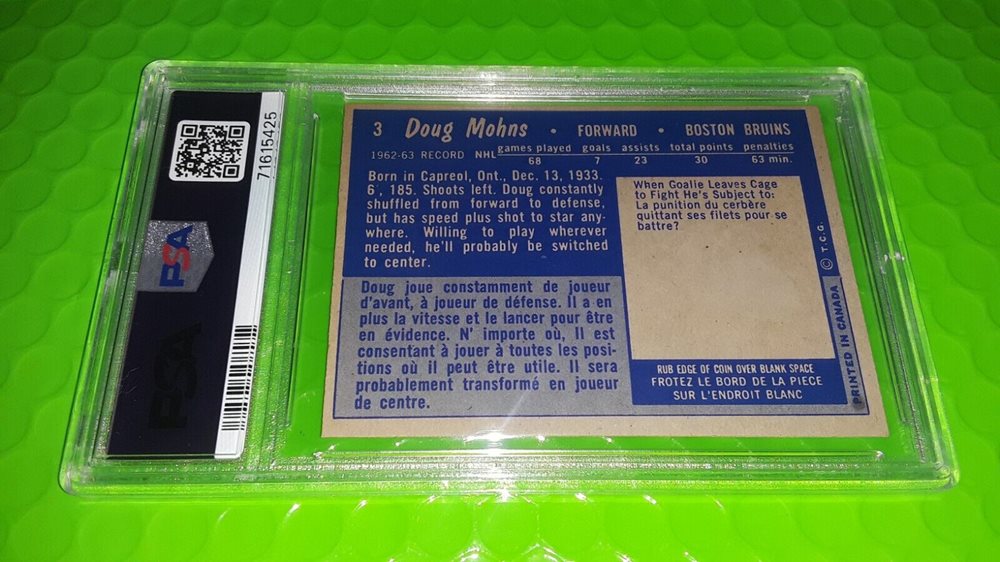 71615425
PSA
PSA
3 Doug Mohns • FORWARD • BOSTON BRUINS
games played goals assists total points penalties
1962-63 RECORD NHL 68 7 23 30 63 min.
Born in Capreol, Ont., Dec. 13, 1933.
6', 185. Shoots left. Doug constantly
shuffled from forward to defense,
but has speed plus shot to star any-
where. Willing to play wherever
needed, he'll probably be switched
to center.
Doug joue constamment de joueur
d'avant, à joueur de défense. Il a en
plus la vitesse et le lancer pour être
en évidence. N' importe où, Il est
consentant à jouer à toutes les posi-
tions où il peut être utile. Il sera
probablement transformé en joueur
de centre.
When Goalie Leaves Cage
to Fight He's Subject to:
La punition du cerbère
quittant ses filets pour se
battre?
RUB EDGE OF COIN OVER BLANK SPACE
FROTEZ LE BORD DE LA PIECE
SUR L'ENDROIT BLANC
PRINTED IN CANADA © T.C.G.